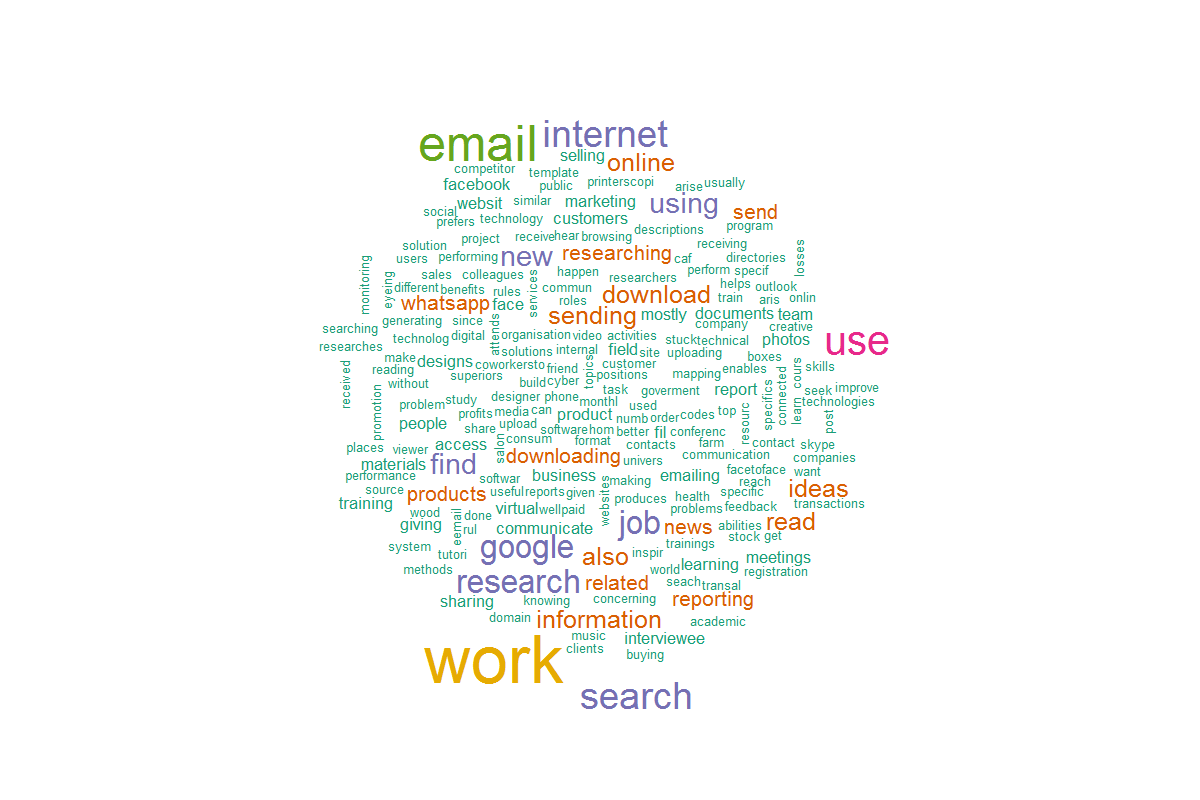 email internet
selling online
competitor template
facebook public printerscopi arise usually
websit similar marketing using send
social prefers technology customers descriptions program
solution project receive hear browsing receiving
users performing new researching caf directories losses
monitoring eyeing sales colleagues services happen researchers perform specif
different benefits rules commun helps outlook
whatsapp face roles download train aris onlin
generating since attends sending mostly company documents team
searching creative
technolog digital organisation video activities stuck technical photos use
researches solutions internal field site uploading boxes
make designs coworkersto friend topics customer mapping enables connected cours skills
reading superiors positions
received without build cyber task goverment report specifics seek improve
promotion problem study designer phone monthl used resourc learn technologies
profits media can product numb order codes top post
people share upload software hom better fil conferenc
places viewer access salon consum format contacts farm contact skype
materials find downloading univers communication companies
performance softwar business making emailing facetoface want
source products useful reports given websites reach ideas
training virtual wellpaid produces health specific transactions
wood eemail done problems feedback
giving rul communicate job news abilities read
system tutori google also inspir trainings stock get
methods research related world learning meetings
seach transal registration
sharing knowing concerning reporting
domain information academic
music interviewee
work clients buying
search